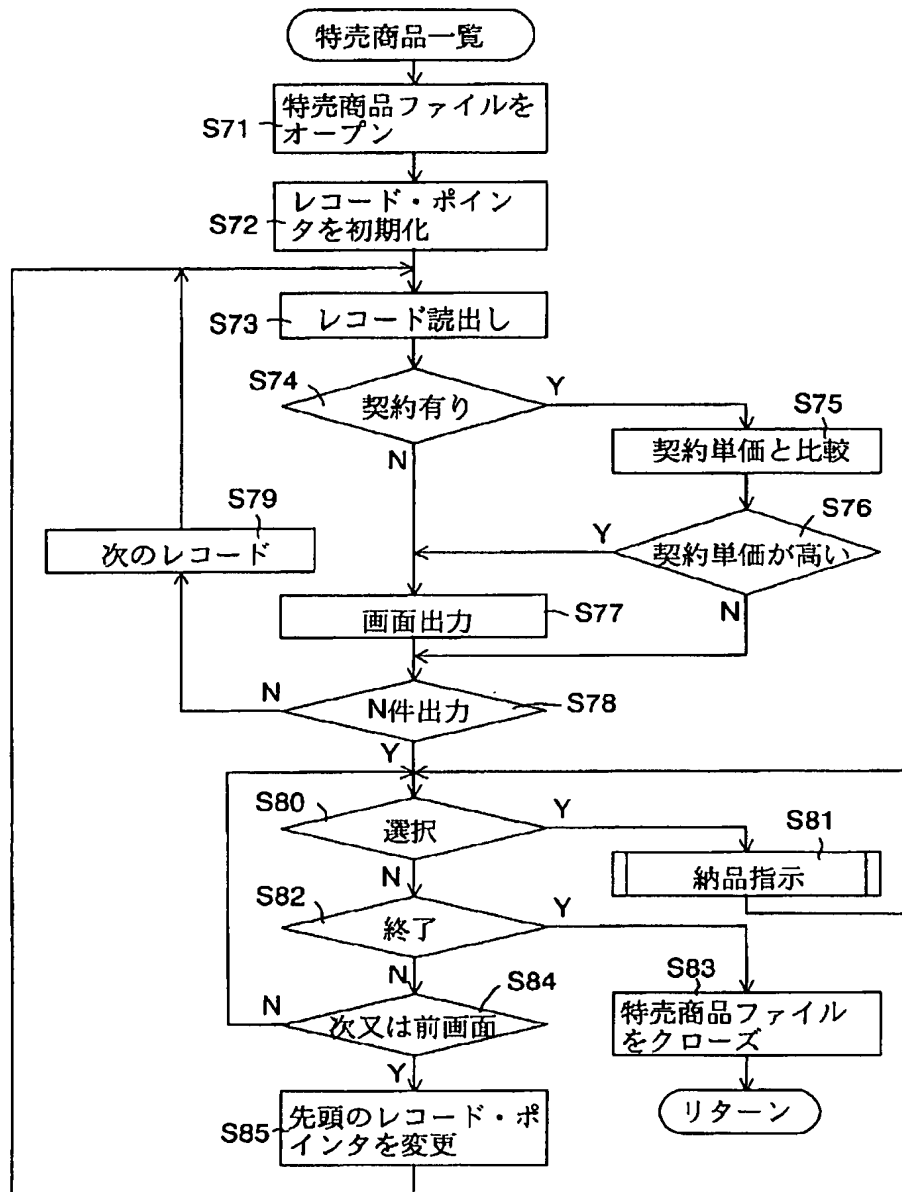 特売商品一覧
特売商品ファイルを
オープン
S71
レコード・ポイン
タを初期化
S72
レコード読出し
S73
S74
契約有り
Y
N
S75
契約単価と比較
S76
契約単価が高い
Y
N
S79
次のレコード
画面出力
S77
N件出力
S78
N
Y
S80
選択
Y
N
S81
納品指示
S82
終了
Y
N
S83
特売商品ファイル
をクローズ
S84
次又は前画面
N
Y
リターン
S85
先頭のレコード・ポ
インタを変更